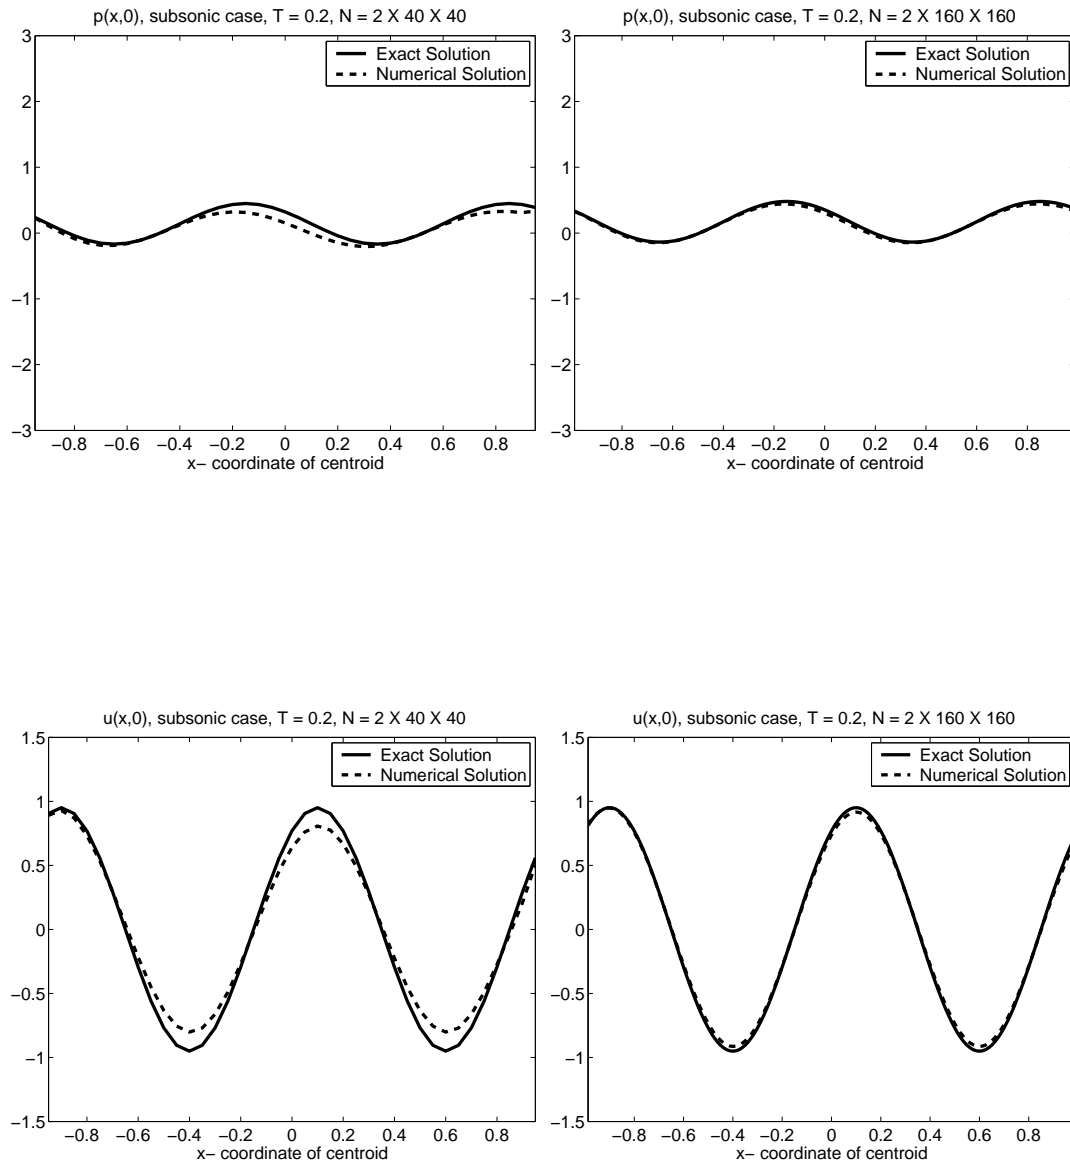 p(x,0), subsonic case, T = 0.2, N = 2 X 40 X 40
3
2
1
0
−1
−2
−3
Exact Solution
Numerical Solution
−0.8 −0.6 −0.4 −0.2 0 0.2 0.4 0.6 0.8
x− coordinate of centroid
p(x,0), subsonic case, T = 0.2, N = 2 X 160 X 160
3
2
1
0
−1
−2
−3
Exact Solution
Numerical Solution
−0.8 −0.6 −0.4 −0.2 0 0.2 0.4 0.6 0.8
x− coordinate of centroid
u(x,0), subsonic case, T = 0.2, N = 2 X 40 X 40
1.5
1
0.5
0
−0.5
−1
−1.5
Exact Solution
Numerical Solution
−0.8 −0.6 −0.4 −0.2 0 0.2 0.4 0.6 0.8
x− coordinate of centroid
u(x,0), subsonic case, T = 0.2, N = 2 X 160 X 160
1.5
1
0.5
0
−0.5
−1
−1.5
Exact Solution
Numerical Solution
−0.8 −0.6 −0.4 −0.2 0 0.2 0.4 0.6 0.8
x− coordinate of centroid